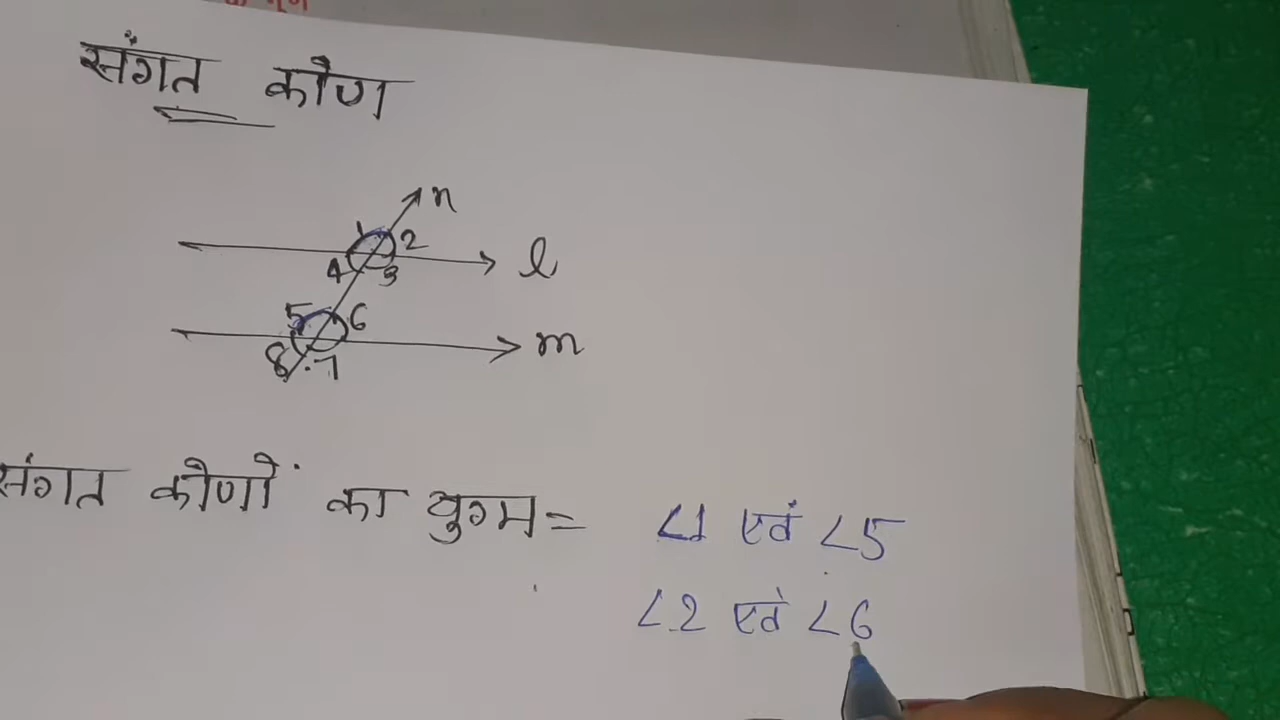 संगत कोण
n
1 2
l
4 3
5 6
m
8 7
संगत कोणों का युग्म = ∠1 एवं ∠5
∠2 एवं ∠6